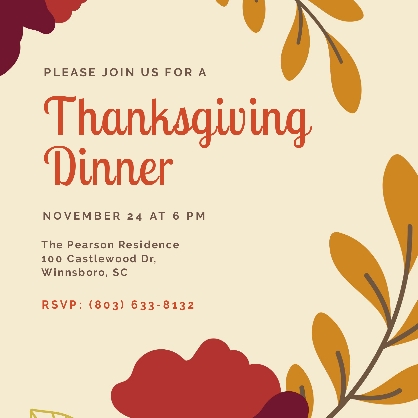 PLEASE JOIN US FOR A
Thanksgiving
Dinner
NOVEMBER 24 AT 6 PM
The Pearson Residence
100 Castlewood Dr,
Winnsboro, SC
RSVP: (803) 633-8132